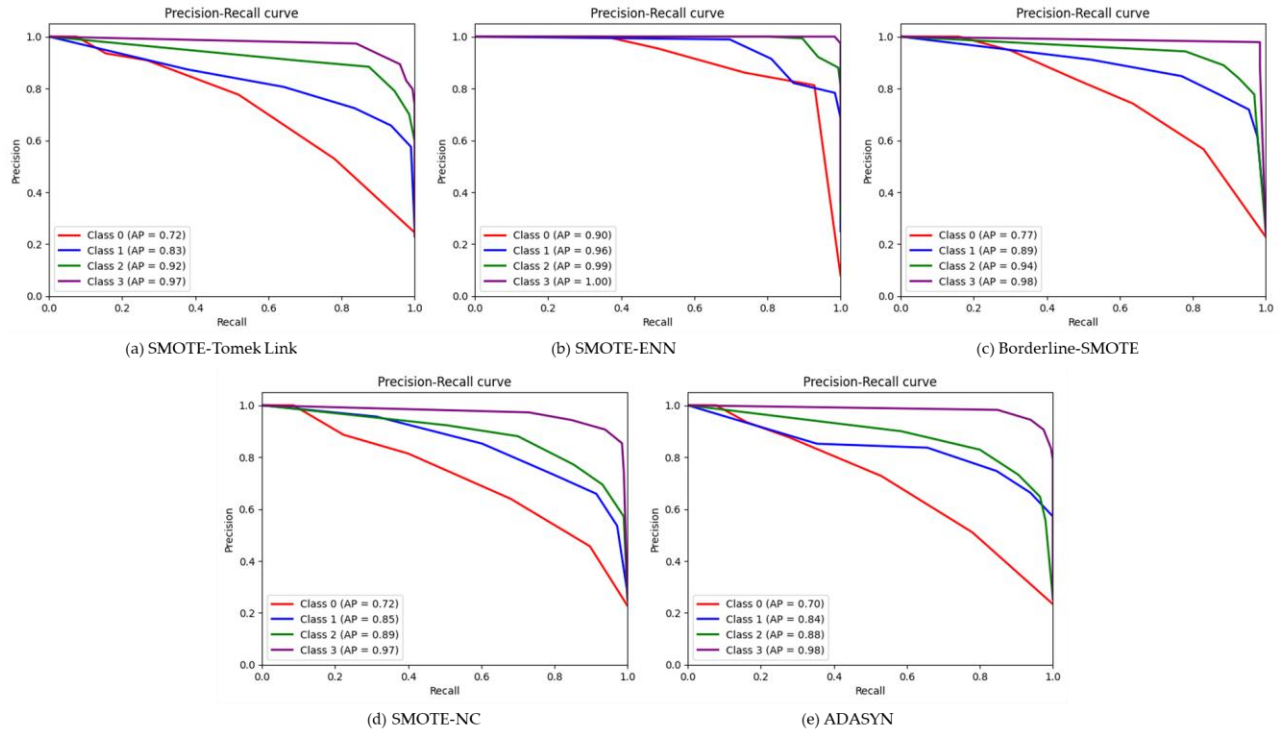 Precision-Recall curve
1.0
0.8
0.6
0.4
0.2
0.0
Precision
Class 0 (AP = 0.72)
Class 1 (AP = 0.83)
Class 2 (AP = 0.92)
Class 3 (AP = 0.97)
0.0 0.2 0.4 0.6 0.8 1.0
Recall
(a) SMOTE-Tomek Link
Precision-Recall curve
1.0
0.8
0.6
0.4
0.2
0.0
Precision
Class 0 (AP = 0.90)
Class 1 (AP = 0.96)
Class 2 (AP = 0.99)
Class 3 (AP = 1.00)
0.0 0.2 0.4 0.6 0.8 1.0
Recall
(b) SMOTE-ENN
Precision-Recall curve
1.0
0.8
0.6
0.4
0.2
0.0
Precision
Class 0 (AP = 0.77)
Class 1 (AP = 0.89)
Class 2 (AP = 0.94)
Class 3 (AP = 0.98)
0.0 0.2 0.4 0.6 0.8 1.0
Recall
(c) Borderline-SMOTE
Precision-Recall curve
1.0
0.8
0.6
0.4
0.2
0.0
Precision
Class 0 (AP = 0.72)
Class 1 (AP = 0.85)
Class 2 (AP = 0.89)
Class 3 (AP = 0.97)
0.0 0.2 0.4 0.6 0.8 1.0
Recall
(d) SMOTE-NC
Precision-Recall curve
1.0
0.8
0.6
0.4
0.2
0.0
Precision
Class 0 (AP = 0.70)
Class 1 (AP = 0.84)
Class 2 (AP = 0.88)
Class 3 (AP = 0.98)
0.0 0.2 0.4 0.6 0.8 1.0
Recall
(e) ADASYN